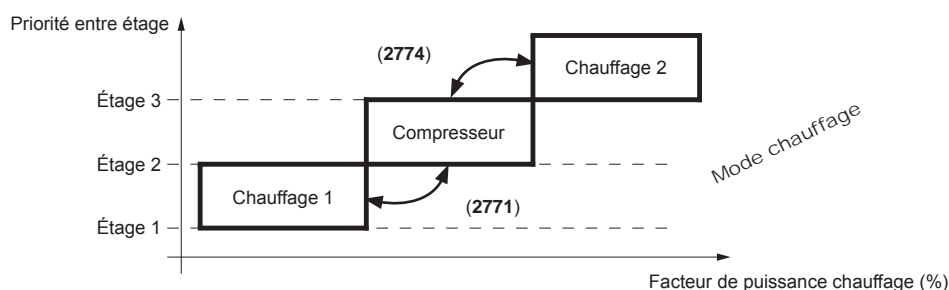 Priorité entre étage
(2774)
Chauffage 2
Étage 3
Compresseur
Mode chauffage
Étage 2
Chauffage 1
(2771)
Étage 1
Facteur de puissance chauffage (%)